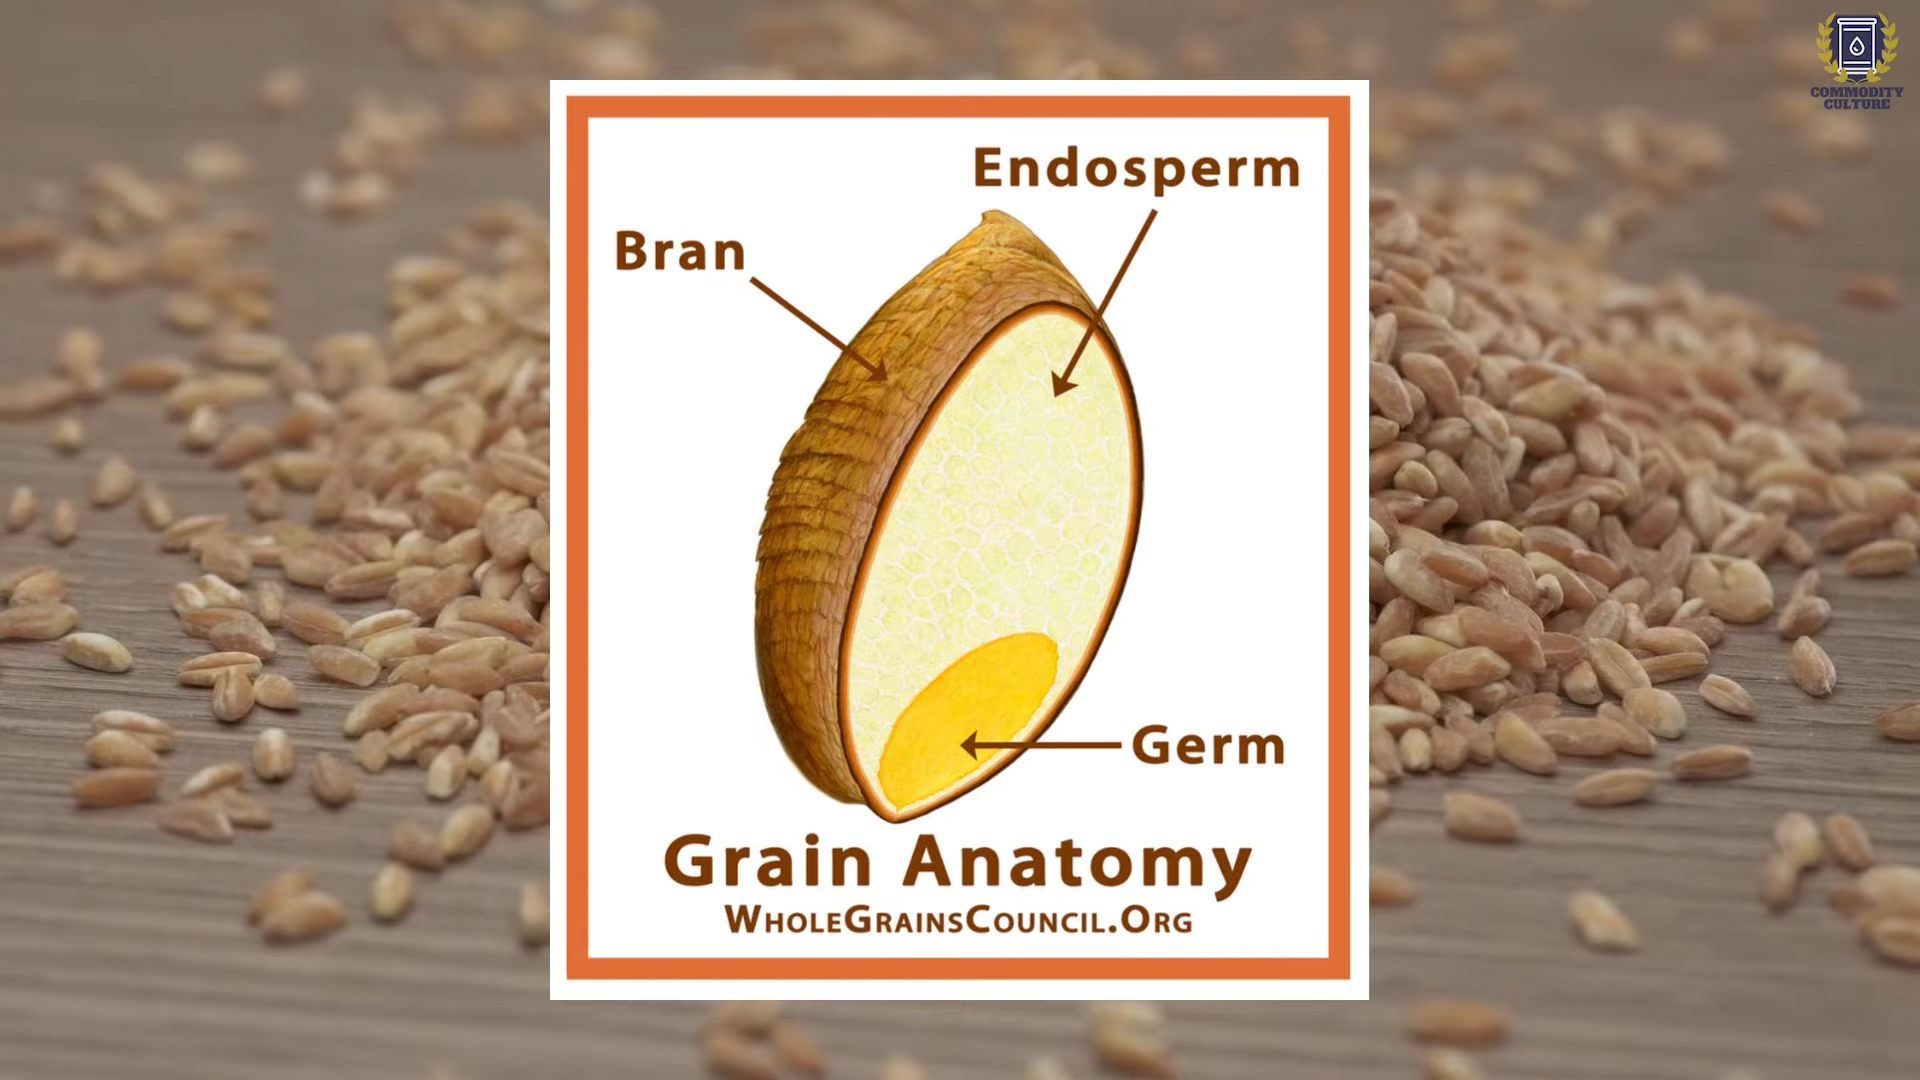 Endosperm
Bran
Germ
Grain Anatomy
WholeGrainsCouncil.Org
COMMODITY
CULTURE